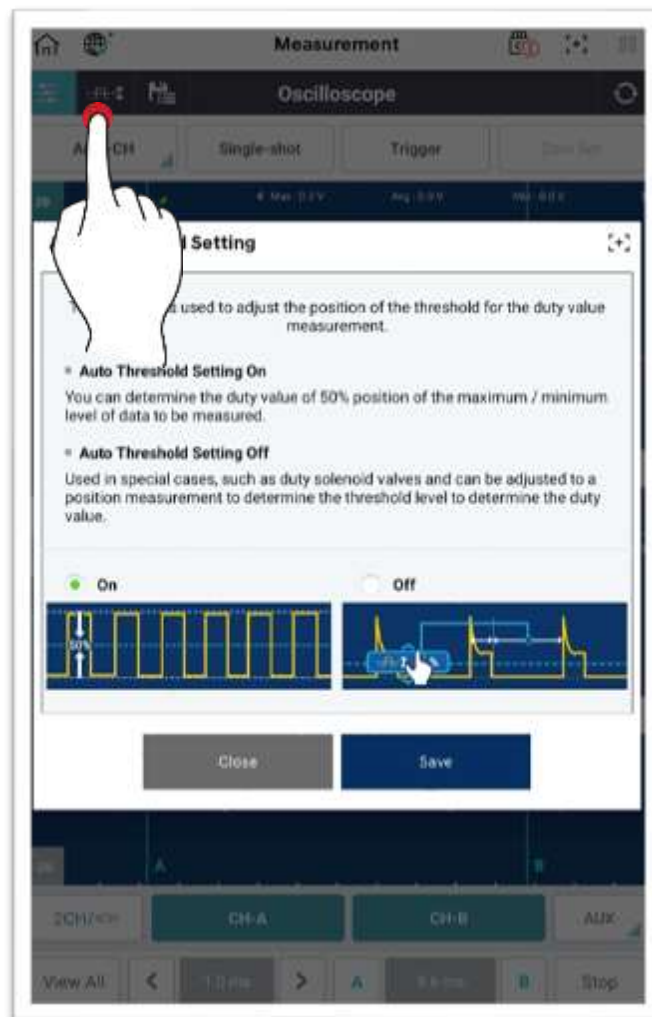 Measurement
Oscilloscope
Single-shot
Trigger
Setting
used to adjust the position of the threshold for the duty value
measurement.
Auto Threshold Setting On
You can determine the duty value of 50% position of the maximum / minimum
level of data to be measured.
Auto Threshold Setting Off
Used in special cases, such as duty solenoid valves and can be adjusted to a
position measurement to determine the threshold level to determine the duty
value.
On
Off
50%
%
Close
Save
A
B
CH-A
CH-B
AUX
View All
<
1.0 ms
>
A
B
Stop